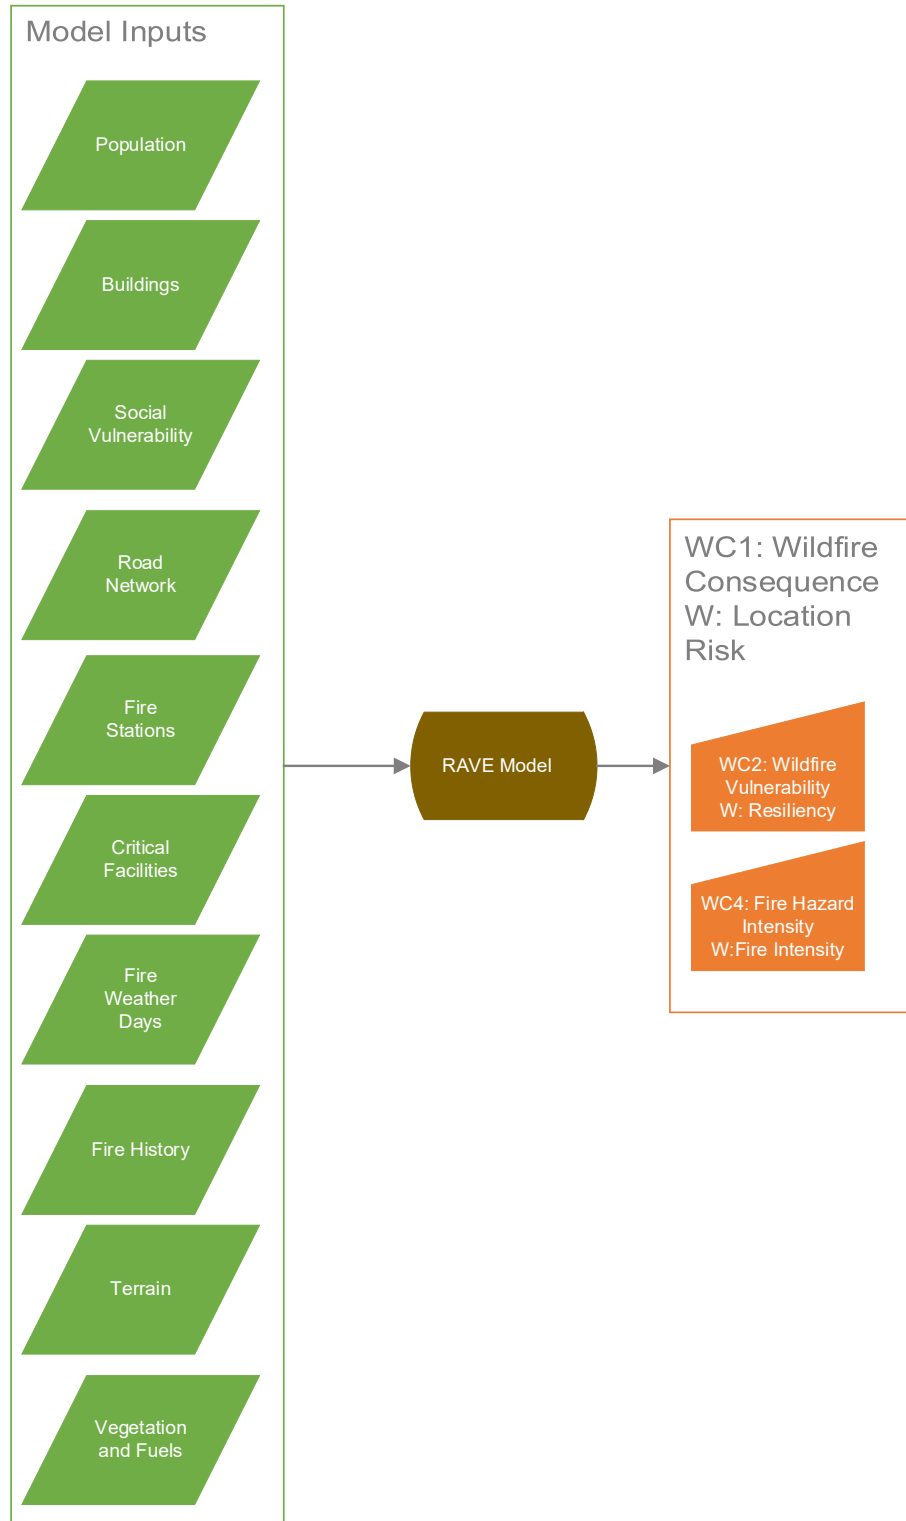 Model Inputs
Population
Buildings
Social
Vulnerability
Road
Network
Fire
Stations
Critical
Facilities
Fire
Weather
Days
Fire History
Terrain
Vegetation
and Fuels
RAVE Model
WC1: Wildfire
Consequence
W: Location
Risk
WC2: Wildfire
Vulnerability
W: Resiliency
WC4: Fire Hazard
Intensity
W:Fire Intensity